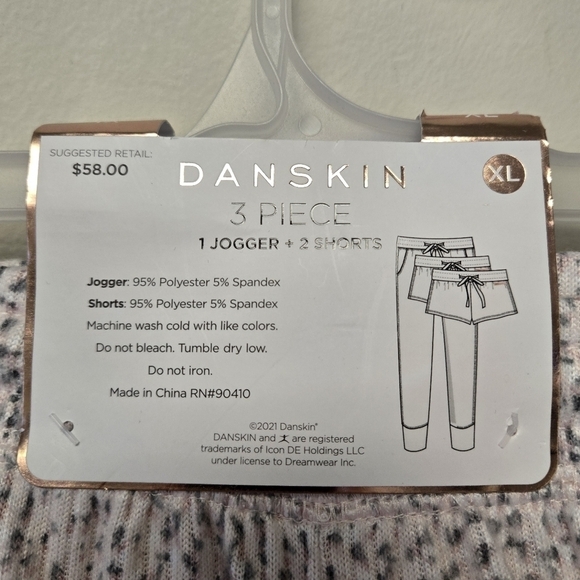 SUGGESTED RETAIL:
$58.00
DANSKIN
XL
3 PIECE
1 JOGGER + 2 SHORTS
Jogger: 95% Polyester 5% Spandex
Shorts: 95% Polyester 5% Spandex
Machine wash cold with like colors.
Do not bleach. Tumble dry low.
Do not iron.
Made in China RN#90410
©2021 Danskin®
DANSKIN and are registered
trademarks of Icon DE Holdings LLC
under license to Dreamwear Inc.